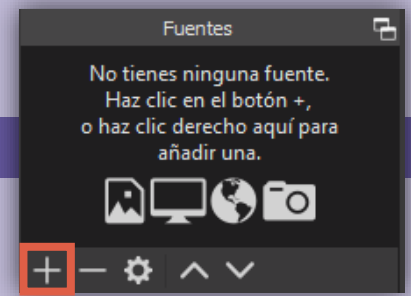 Fuentes
No tienes ninguna fuente.
Haz clic en el botón +,
o haz clic derecho aquí para
añadir una.